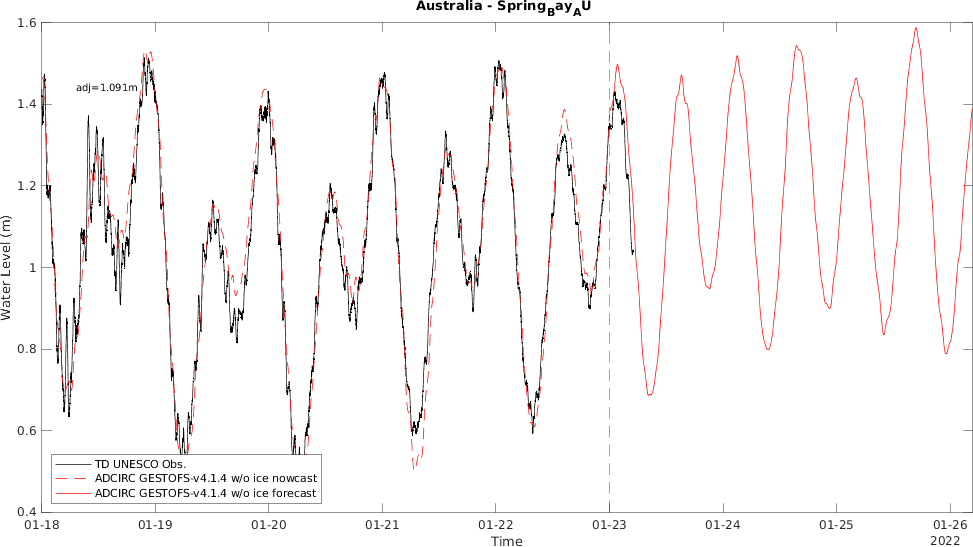 Australia - Spring_Bay_AU
1.6
1.4
1.2
1
0.8
0.6
0.4
Water Level (m)
adj=1.091m
TD UNESCO Obs.
ADCIRC GESTOFS-v4.1.4 w/o ice nowcast
ADCIRC GESTOFS-v4.1.4 w/o ice forecast
01-18 01-19 01-20 01-21 01-22 01-23 01-24 01-25 01-26
Time 2022